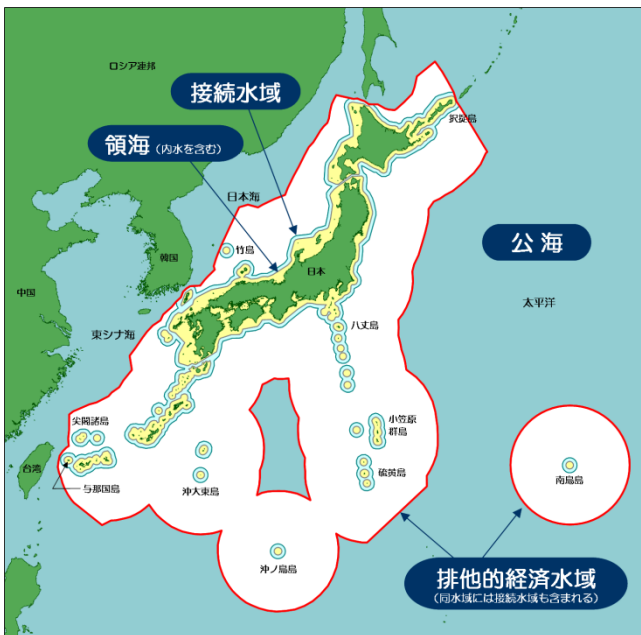 ロシア連邦
接続水域
択捉島
領海(内水を含む)
日本海
竹島
公海
韓国
日本
中国
太平洋
東シナ海
八丈島
尖閣諸島
小笠原
群島
台湾
硫黄島
南鳥島
与那国島
沖大東島
沖ノ鳥島
排他的経済水域
(同水域には接続水域も含まれる)